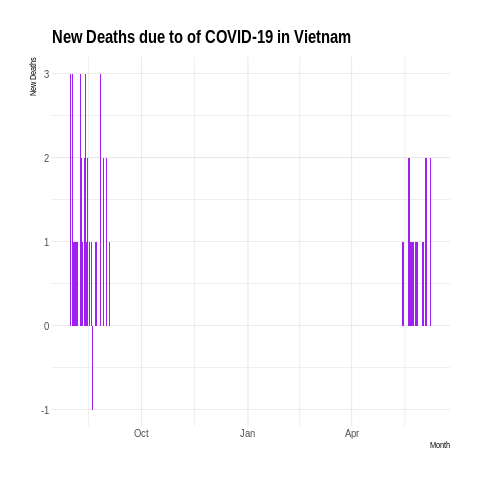 New Deaths due to of COVID-19 in Vietnam
New Deaths
3
2
1
0
-1
Oct
Jan
Apr
Month